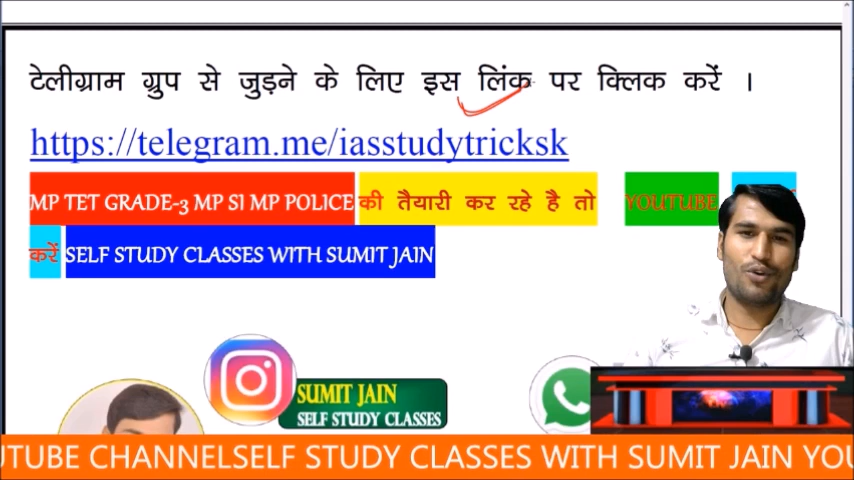 टेलीग्राम ग्रुप से जुड़ने के लिए इस लिंक पर क्लिक करें ।
https://telegram.me/iasstudytricksk
MP TET GRADE-3 MP SI MP POLICE की तैयारी कर रहे है तो YOUTUBE
करें SELF STUDY CLASSES WITH SUMIT JAIN
SUMIT JAIN
SELF STUDY CLASSES
UTUBE CHANNELSELF STUDY CLASSES WITH SUMIT JAIN YOU